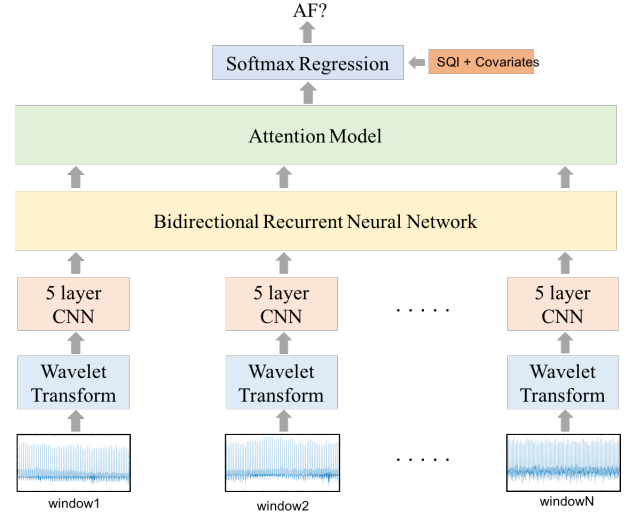 AF?
Softmax Regression
SQI + Covariates
Attention Model
Bidirectional Recurrent Neural Network
5 layer
CNN
5 layer
CNN
. . . . .
5 layer
CNN
Wavelet
Transform
Wavelet
Transform
Wavelet
Transform
. . . . .
window1
window2
windowN